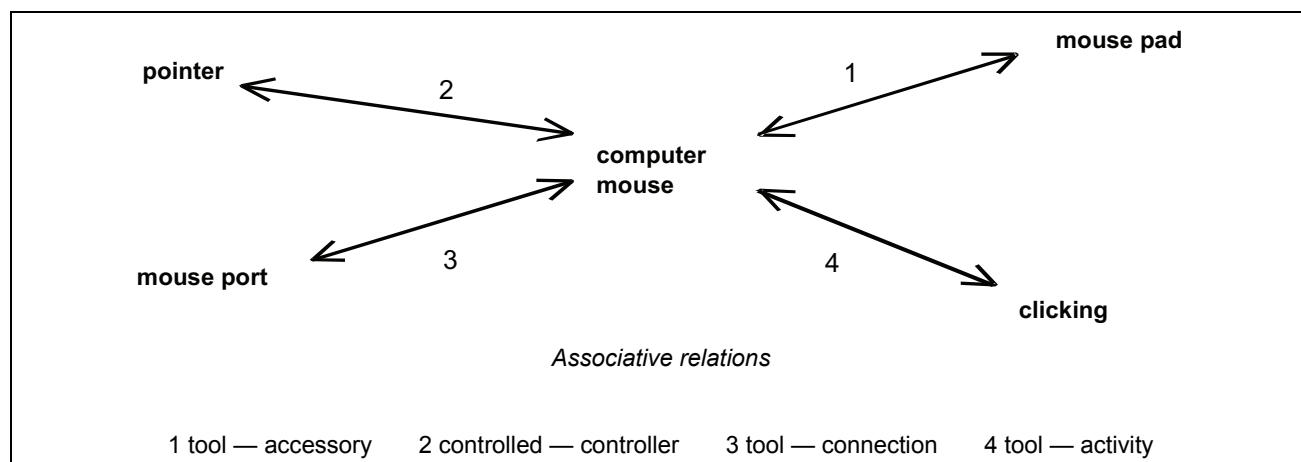 mouse pad
pointer
1
2
computer
mouse
3
4
mouse port
clicking
Associative relations
1 tool — accessory 2 controlled — controller 3 tool — connection 4 tool — activity